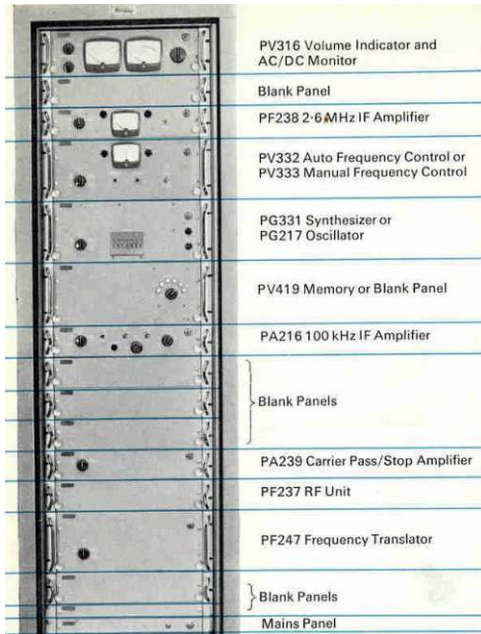 PV316 Volume Indicator and
AC/DC Monitor
Blank Panel
PF238 2·6 MHz IF Amplifier
PV332 Auto Frequency Control or
PV333 Manual Frequency Control
PG331 Synthesizer or
PG217 Oscillator
PV419 Memory or Blank Panel
PA216 100 kHz IF Amplifier
Blank Panels
PA239 Carrier Pass/Stop Amplifier
PF237 RF Unit
PF247 Frequency Translator
Blank Panels
Mains Panel